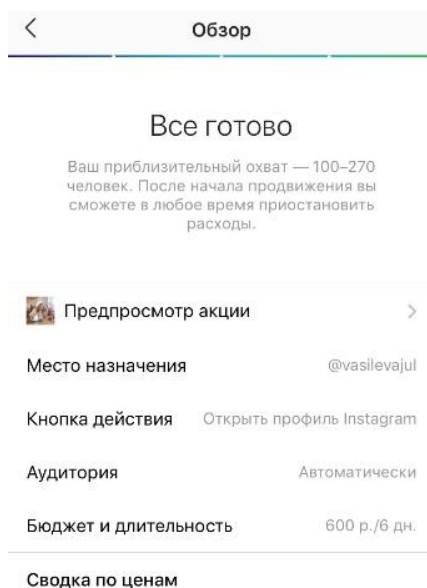 Обзор
Все готово
Ваш приблизительный охват — 100–270
человек. После начала продвижения вы
сможете в любое время приостановить
расходы.
Предпросмотр акции
Место назначения @vasilevajul
Кнопка действия Открыть профиль Instagram
Аудитория Автоматически
Бюджет и длительность 600 р./6 дн.
Сводка по ценам